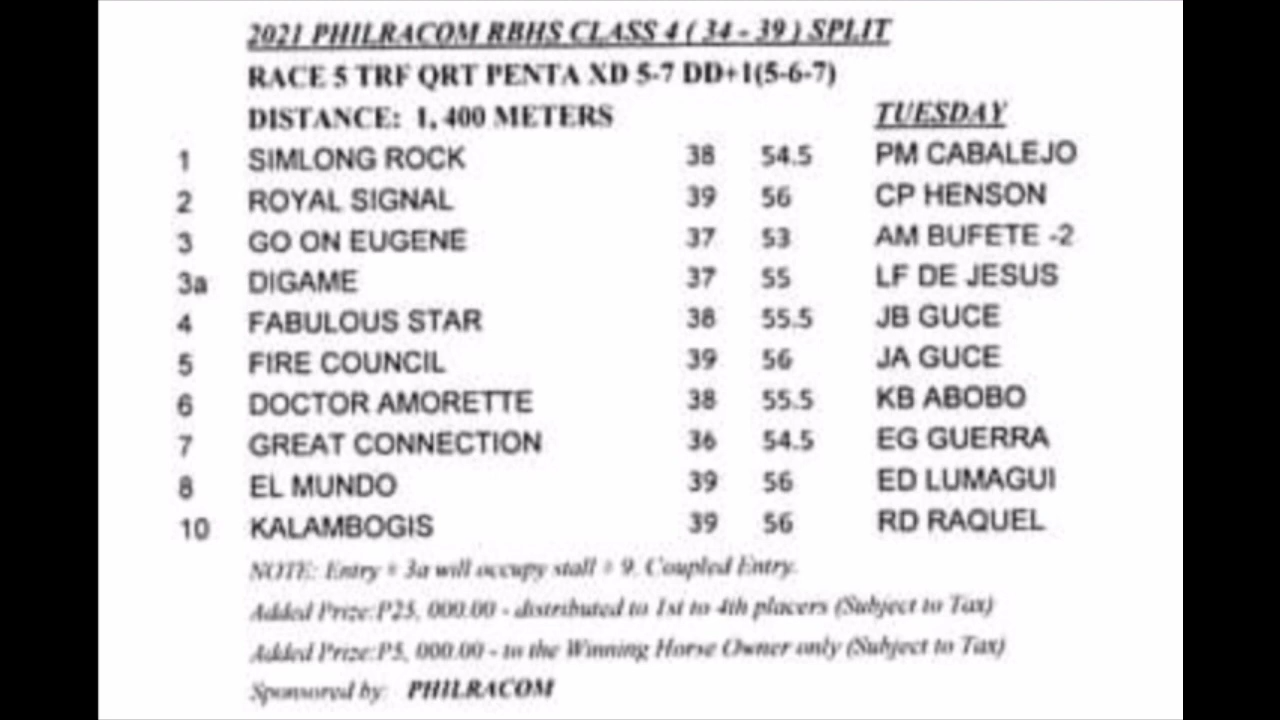 2021 PHILRACOM RBHS CLASS 4 ( 34 - 39 ) SPLIT
RACE 5 TRF QRT PENTA XD 5-7 DD+1(5-6-7)
DISTANCE: 1, 400 METERS TUESDAY
1 SIMLONG ROCK 38 54.5 PM CABALEJO
2 ROYAL SIGNAL 39 56 CP HENSON
3 GO ON EUGENE 37 53 AM BUFETE -2
3a DIGAME 37 55 LF DE JESUS
4 FABULOUS STAR 38 55.5 JB GUCE
5 FIRE COUNCIL 39 56 JA GUCE
6 DOCTOR AMORETTE 38 55.5 KB ABOBO
7 GREAT CONNECTION 36 54.5 EG GUERRA
8 EL MUNDO 39 56 ED LUMAGUI
10 KALAMBOGIS 39 56 RD RAQUEL
NOTE: Entry # 3a will occupy stall # 9. Coupled Entry.
Added Prize:P25, 000.00 - distributed to 1st to 4th placers (Subject to Tax)
Added Prize:P5, 000.00 - to the Winning Horse Owner only (Subject to Tax)
Sponsored by: PHILRACOM